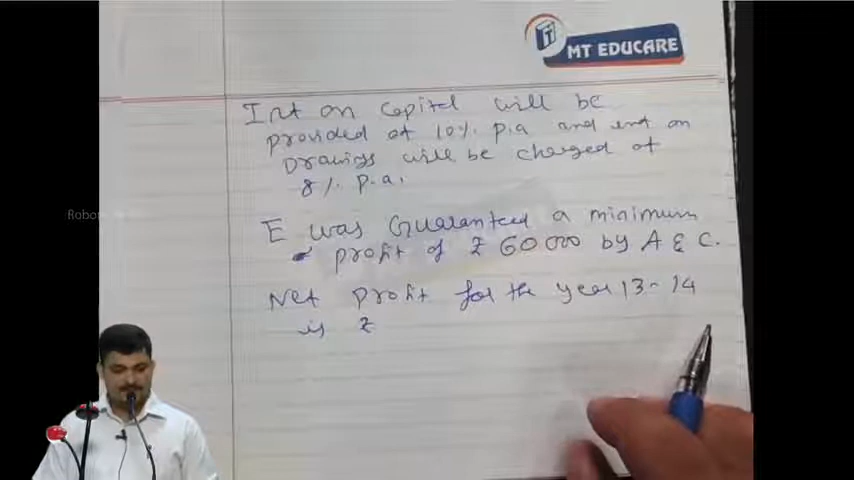 MT EDUCARE
Int on Capital will be
provided at 10% p.a and int on
Drawings will be charged at
8% p.a.
E was Guaranteed a minimum
profit of ₹ 60000 by A & C.
Net profit for the year 13-14
is ₹
Robo